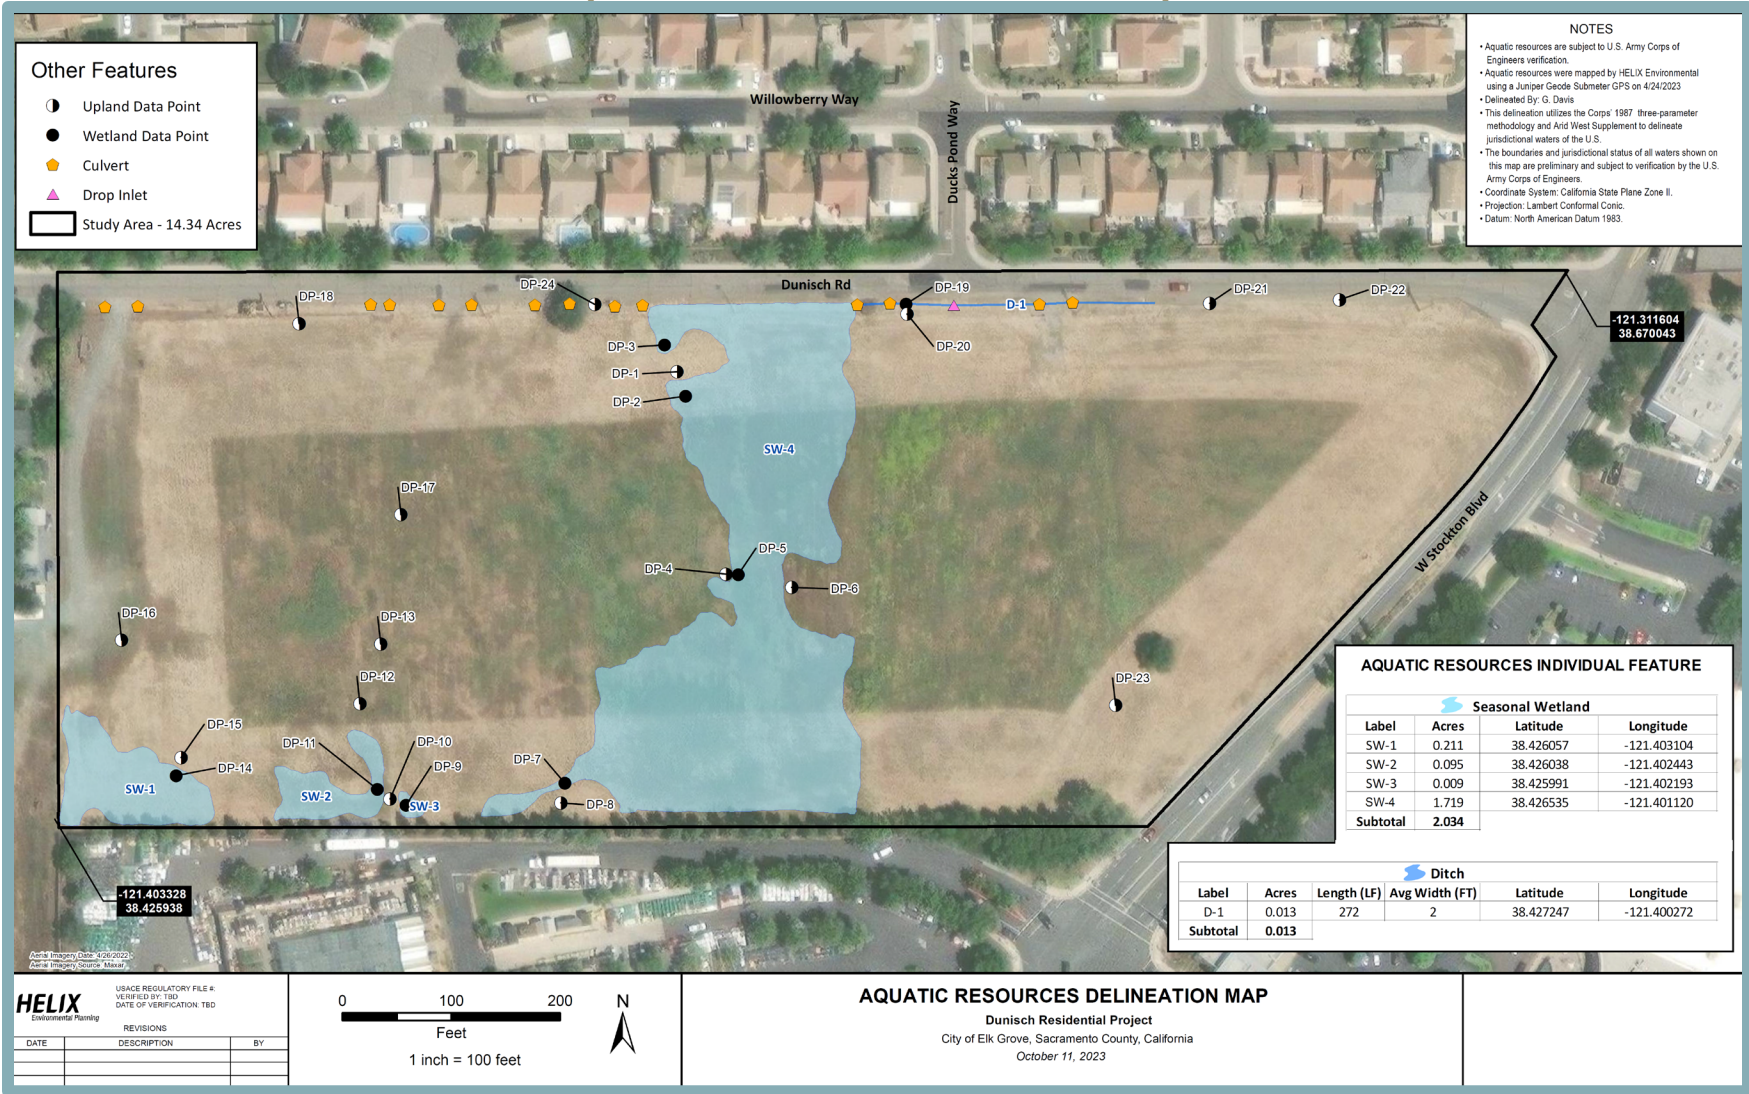 Other Features
Upland Data Point
Wetland Data Point
Culvert
Drop Inlet
Study Area - 14.34 Acres
NOTES
• Aquatic resources are subject to U.S. Army Corps of
Engineers verification.
• Aquatic resources were mapped by HELIX Environmental
using a Juniper Geode Submeter GPS on 4/24/2023
• Delineated By: G. Davis
• This delineation utilizes the Corps' 1987 three-parameter
methodology and Arid West Supplement to delineate
jurisdictional waters of the U.S.
• The boundaries and jurisdictional status of all waters shown on
this map are preliminary and subject to verification by the U.S.
Army Corps of Engineers.
• Coordinate System: California State Plane Zone II.
• Projection: Lambert Conformal Conic.
• Datum: North American Datum 1983.
Willowberry Way
Ducks Pond Way
Dunisch Rd
W Stockton Blvd
DP-24
DP-19
DP-21
DP-22
DP-18
D-1
-121.311604
38.670043
DP-3
DP-20
DP-1
DP-2
SW-4
DP-17
DP-5
DP-4
DP-6
DP-16
DP-13
DP-12
DP-23
DP-15
DP-11
DP-10
DP-7
DP-14
DP-9
SW-1
SW-2
SW-3
DP-8
-121.403328
38.425938
AQUATIC RESOURCES INDIVIDUAL FEATURE
Seasonal Wetland
Label Acres Latitude Longitude
SW-1 0.211 38.426057 -121.403104
SW-2 0.095 38.426038 -121.402443
SW-3 0.009 38.425991 -121.402193
SW-4 1.719 38.426535 -121.401120
Subtotal 2.034
Ditch
Label Acres Length (LF) Avg Width (FT) Latitude Longitude
D-1 0.013 272 2 38.427247 -121.400272
Subtotal 0.013
Aerial Imagery Date: 4/26/2022
Aerial Imagery Source: Maxar
HELIX
Environmental Planning
USACE REGULATORY FILE #:
VERIFIED BY: TBD
DATE OF VERIFICATION: TBD
REVISIONS
DATE DESCRIPTION BY
0 100 200
Feet
1 inch = 100 feet
N
AQUATIC RESOURCES DELINEATION MAP
Dunisch Residential Project
City of Elk Grove, Sacramento County, California
October 11, 2023